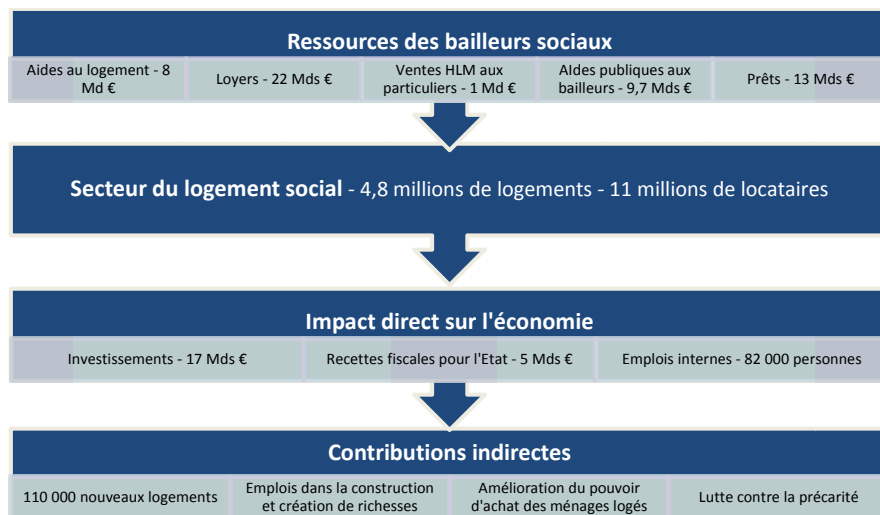 Ressources des bailleurs sociaux
Aides au logement - 8
Md €
Loyers - 22 Mds €
Ventes HLM aux
particuliers - 1 Md €
AIdes publiques aux
bailleurs - 9,7 Mds €
Prêts - 13 Mds €
Secteur du logement social - 4,8 millions de logements - 11 millions de locataires
Impact direct sur l'économie
Investissements - 17 Mds €
Recettes fiscales pour l'Etat - 5 Mds €
Emplois internes - 82 000 personnes
Contributions indirectes
110 000 nouveaux logements
Emplois dans la construction
et création de richesses
Amélioration du pouvoir
d'achat des ménages logés
Lutte contre la précarité